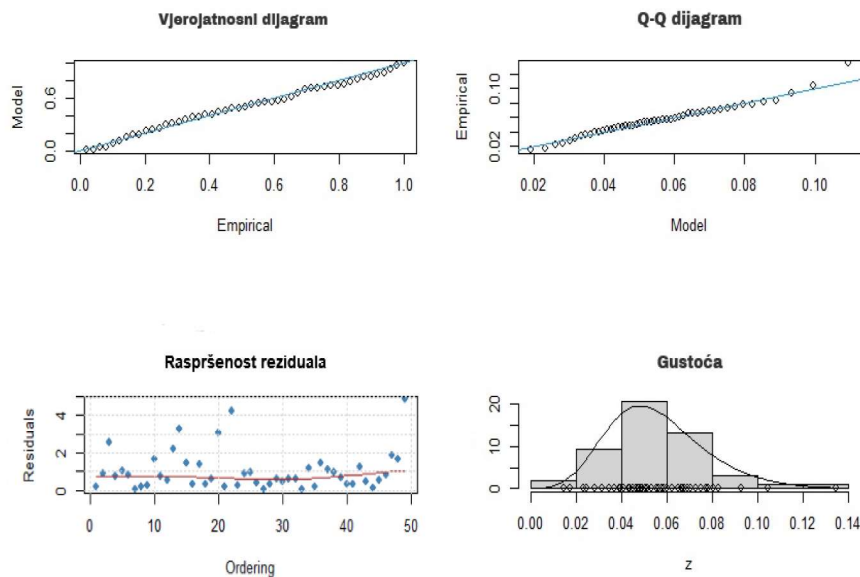 Vjerojatnosni dijagram
Model
0.0 0.6
0.0 0.2 0.4 0.6 0.8 1.0
Empirical
Q-Q dijagram
Empirical
0.02 0.10
0.02 0.04 0.06 0.08 0.10
Model
Raspršenost reziduala
Residuals
0 2 4
0 10 20 30 40 50
Ordering
Gustoća
0 10 20
0.00 0.02 0.04 0.06 0.08 0.10 0.12 0.14
z